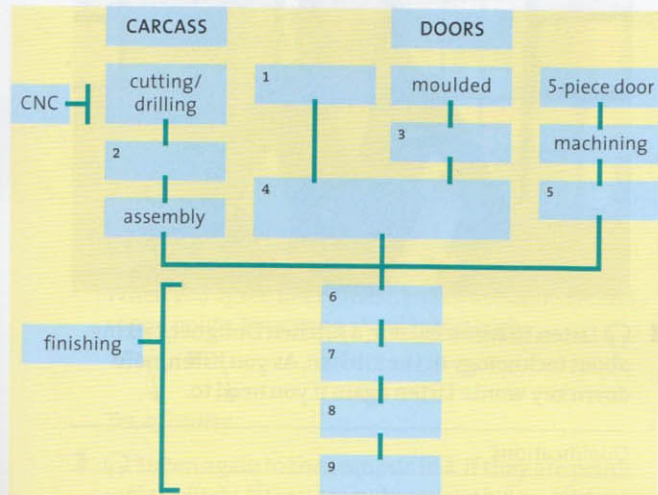 CARCASS
DOORS
cutting/
drilling
1
moulded
5-piece door
CNC
2
3
machining
assembly
4
5
6
finishing
7
8
9